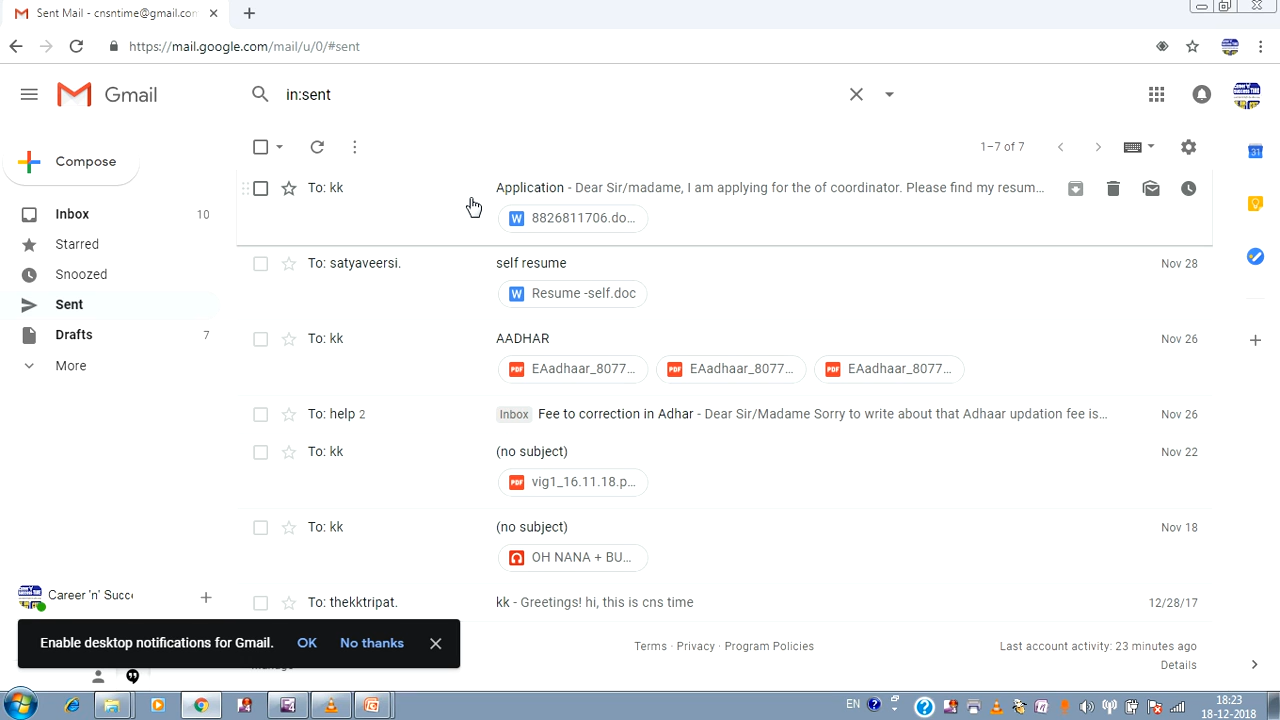 Sent Mail - cnsntime@gmail.con
https://mail.google.com/mail/u/0/#sent
Gmail
in:sent
Compose
1–7 of 7
To: kk
Application - Dear Sir/madame, I am applying for the of coordinator. Please find my resum...
8826811706.do...
Inbox 10
Starred
Snoozed
Sent
Drafts 7
More
To: satyaveersi.
self resume
Nov 28
Resume -self.doc
To: kk
AADHAR
Nov 26
PDF EAadhaar_8077...
PDF EAadhaar_8077...
PDF EAadhaar_8077...
To: help 2
Inbox Fee to correction in Adhar - Dear Sir/Madame Sorry to write about that Adhaar updation fee is...
Nov 26
To: kk
(no subject)
Nov 22
PDF vig1_16.11.18.p...
To: kk
(no subject)
Nov 18
OH NANA + BU...
To: thekktripat.
kk - Greetings! hi, this is cns time
12/28/17
Career 'n' Succe
Enable desktop notifications for Gmail. OK No thanks
Terms · Privacy · Program Policies
Last account activity: 23 minutes ago
Details
EN
18:23
18-12-2018